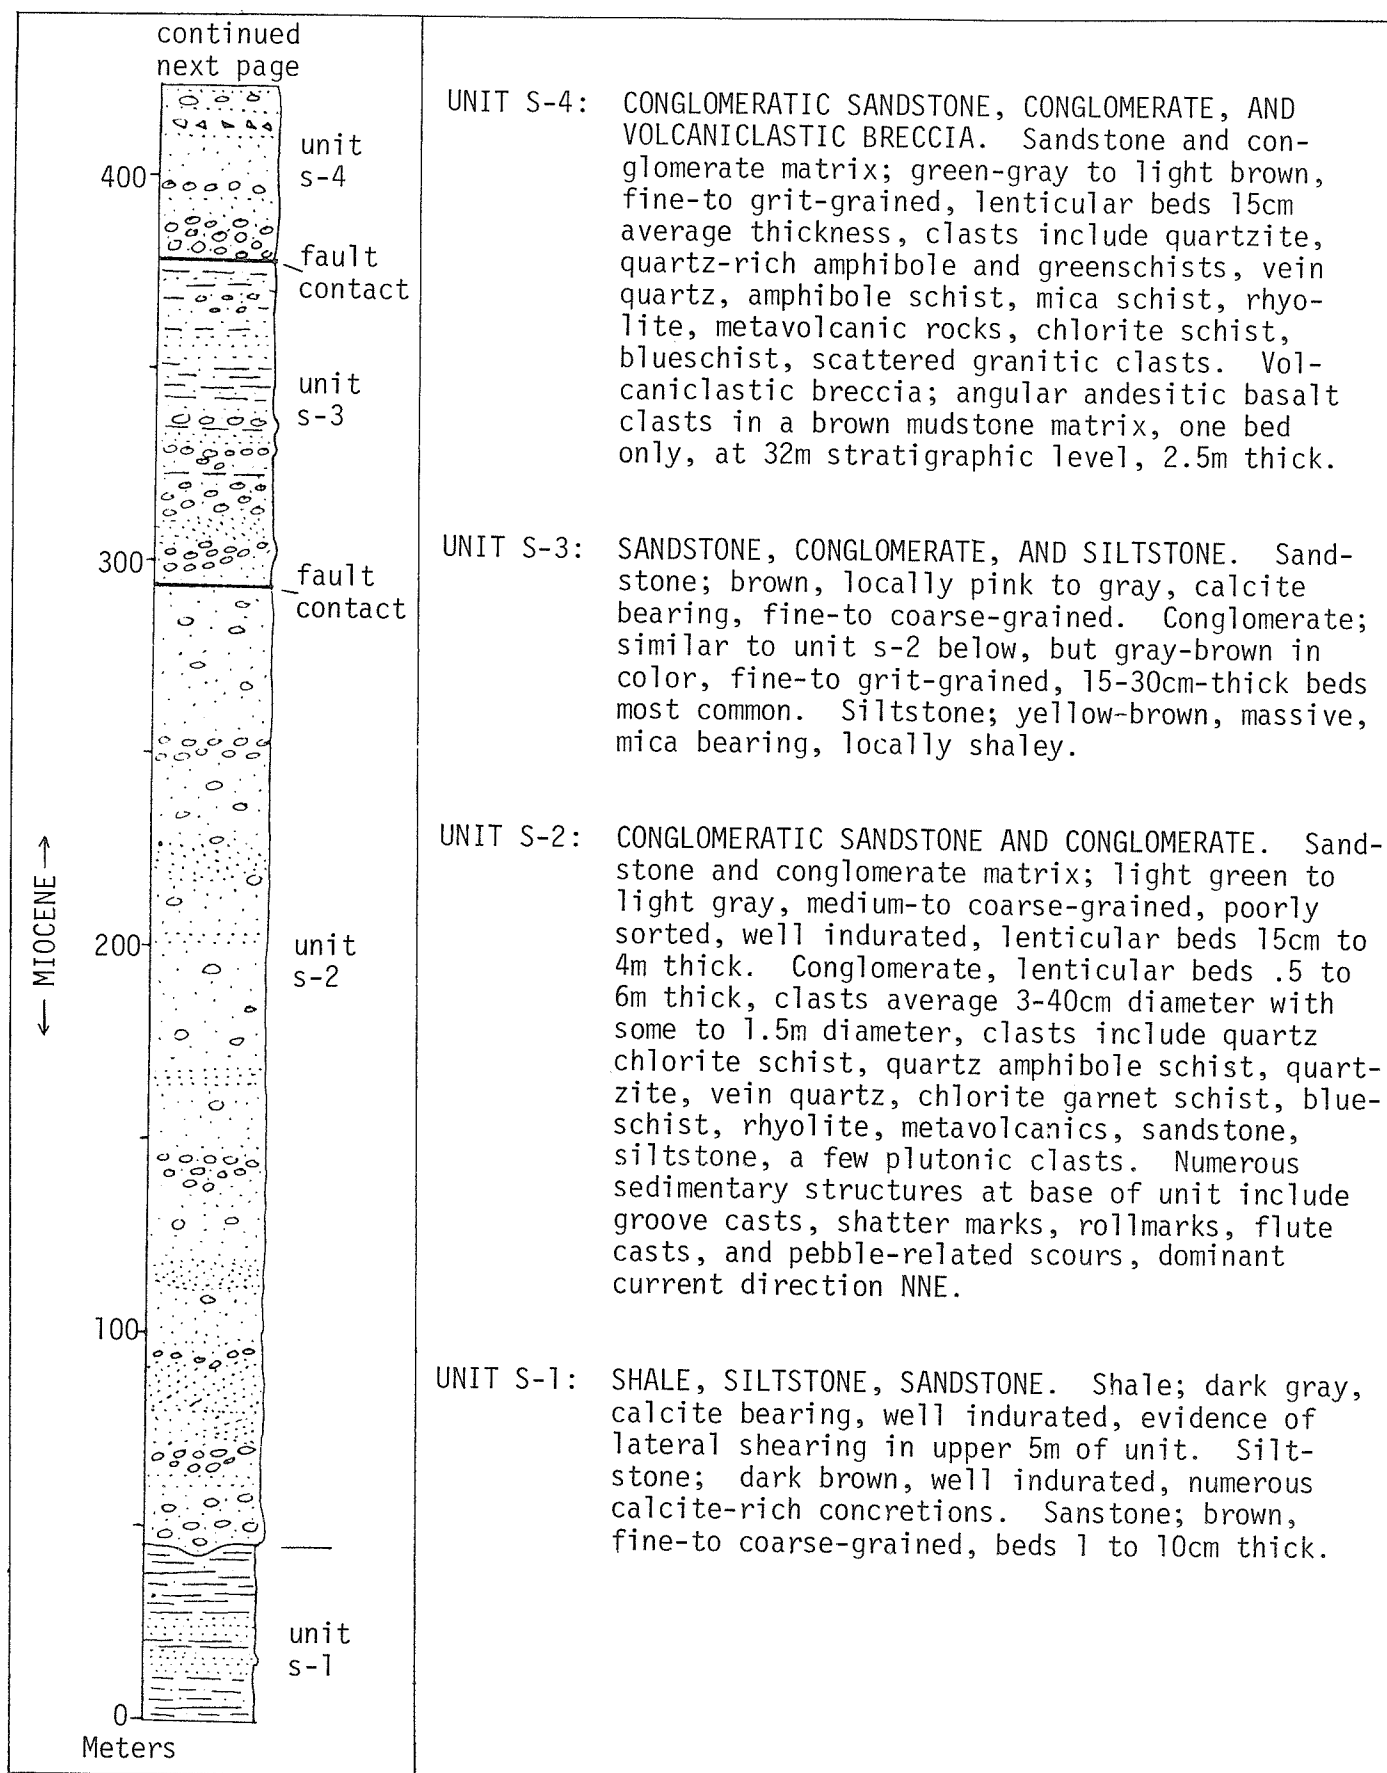 continued
next page
unit
s-4
400
fault
contact
unit
s-3
300
fault
contact
← MIOCENE →
200
unit
s-2
100
unit
s-1
0
Meters
UNIT S-4: CONGLOMERATIC SANDSTONE, CONGLOMERATE, AND
VOLCANICLASTIC BRECCIA. Sandstone and con-
glomerate matrix; green-gray to light brown,
fine-to grit-grained, lenticular beds 15cm
average thickness, clasts include quartzite,
quartz-rich amphibole and greenschists, vein
quartz, amphibole schist, mica schist, rhyo-
lite, metavolcanic rocks, chlorite schist,
blueschist, scattered granitic clasts. Vol-
caniclastic breccia; angular andesitic basalt
clasts in a brown mudstone matrix, one bed
only, at 32m stratigraphic level, 2.5m thick.
UNIT S-3: SANDSTONE, CONGLOMERATE, AND SILTSTONE. Sand-
stone; brown, locally pink to gray, calcite
bearing, fine-to coarse-grained. Conglomerate;
similar to unit s-2 below, but gray-brown in
color, fine-to grit-grained, 15-30cm-thick beds
most common. Siltstone; yellow-brown, massive,
mica bearing, locally shaley.
UNIT S-2: CONGLOMERATIC SANDSTONE AND CONGLOMERATE. Sand-
stone and conglomerate matrix; light green to
light gray, medium-to coarse-grained, poorly
sorted, well indurated, lenticular beds 15cm to
4m thick. Conglomerate, lenticular beds .5 to
6m thick, clasts average 3-40cm diameter with
some to 1.5m diameter, clasts include quartz
chlorite schist, quartz amphibole schist, quart-
zite, vein quartz, chlorite garnet schist, blue-
schist, rhyolite, metavolcanics, sandstone,
siltstone, a few plutonic clasts. Numerous
sedimentary structures at base of unit include
groove casts, shatter marks, rollmarks, flute
casts, and pebble-related scours, dominant
current direction NNE.
UNIT S-1: SHALE, SILTSTONE, SANDSTONE. Shale; dark gray,
calcite bearing, well indurated, evidence of
lateral shearing in upper 5m of unit. Silt-
stone; dark brown, well indurated, numerous
calcite-rich concretions. Sanstone; brown,
fine-to coarse-grained, beds 1 to 10cm thick.